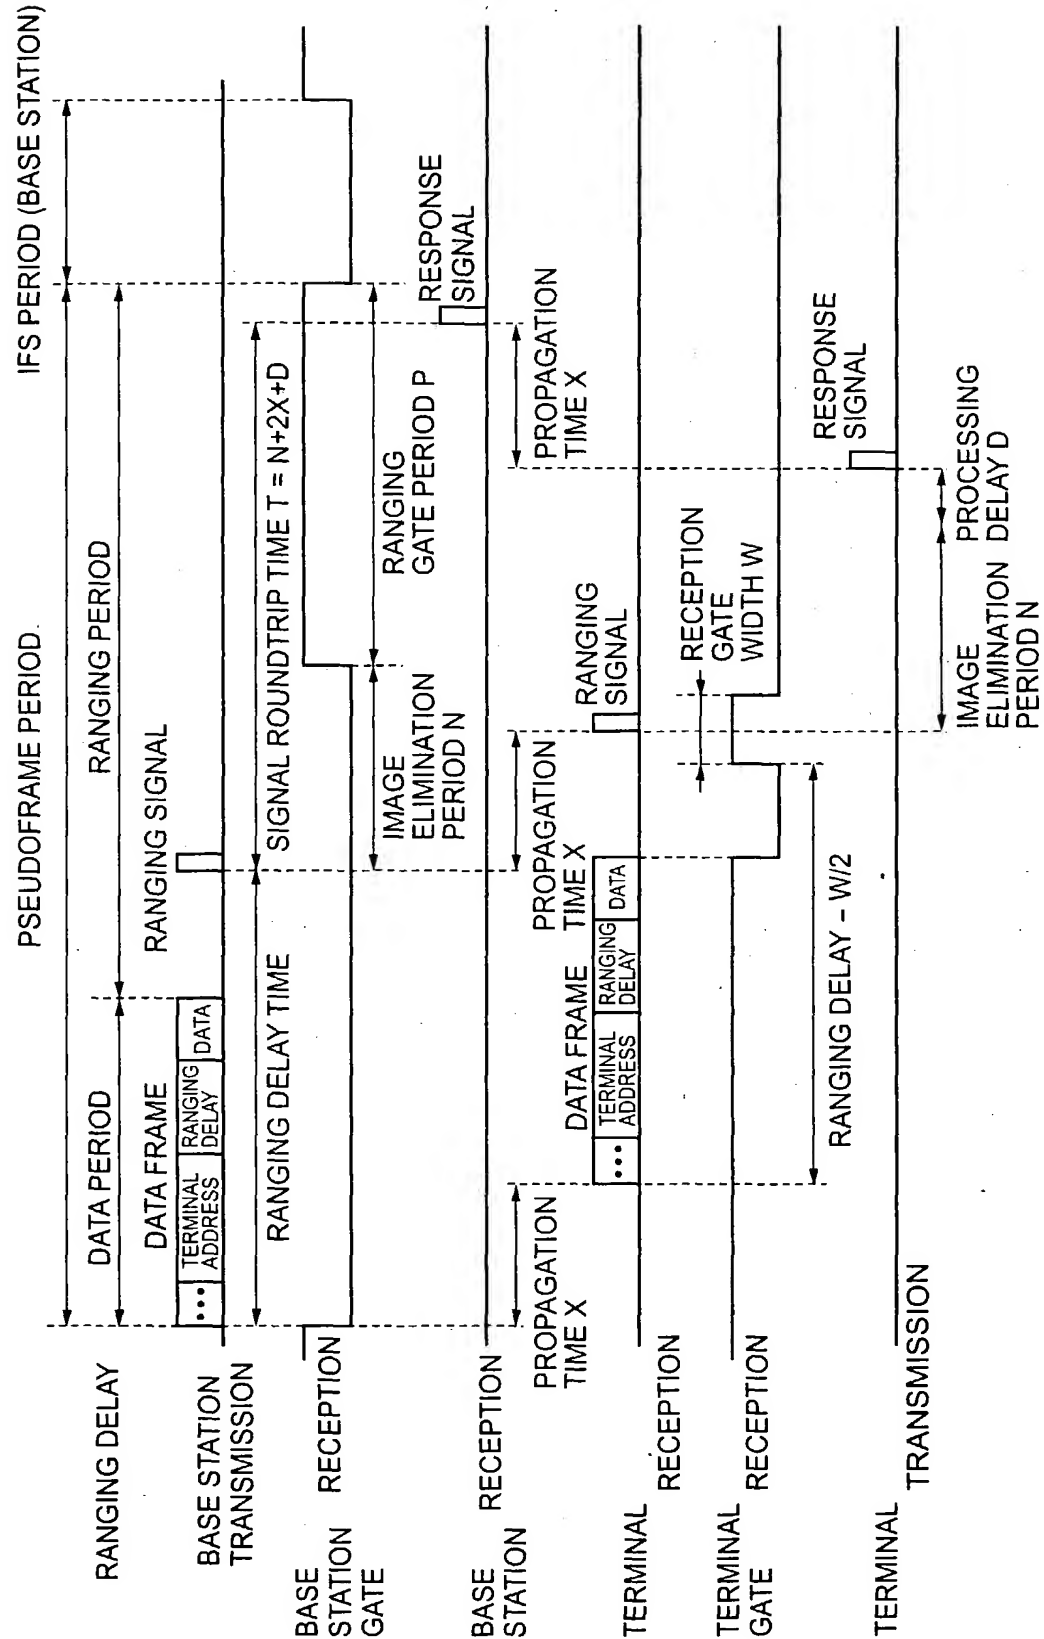 PSEUDOFRAME PERIOD.
IFS PERIOD (BASE STATION)
RANGING DELAY
DATA PERIOD
RANGING PERIOD
DATA FRAME
RANGING SIGNAL
BASE STATION
TRANSMISSION
...
TERMINAL
ADDRESS
RANGING
DELAY
DATA
RANGING DELAY TIME
SIGNAL ROUNDTRIP TIME T = N+2X+D
BASE
STATION
GATE
RECEPTION
IMAGE
ELIMINATION
PERIOD N
RANGING
GATE PERIOD P
RESPONSE
SIGNAL
BASE
STATION
RECEPTION
PROPAGATION
TIME X
PROPAGATION
TIME X
PROPAGATION
TIME X
DATA FRAME
RANGING
SIGNAL
...
TERMINAL
ADDRESS
RANGING
DELAY
DATA
TERMINAL
RECEPTION
RECEPTION
GATE
WIDTH W
TERMINAL
GATE
RECEPTION
RANGING DELAY - W/2
RESPONSE
SIGNAL
TERMINAL
TRANSMISSION
IMAGE
ELIMINATION
PERIOD N
PROCESSING
DELAY D